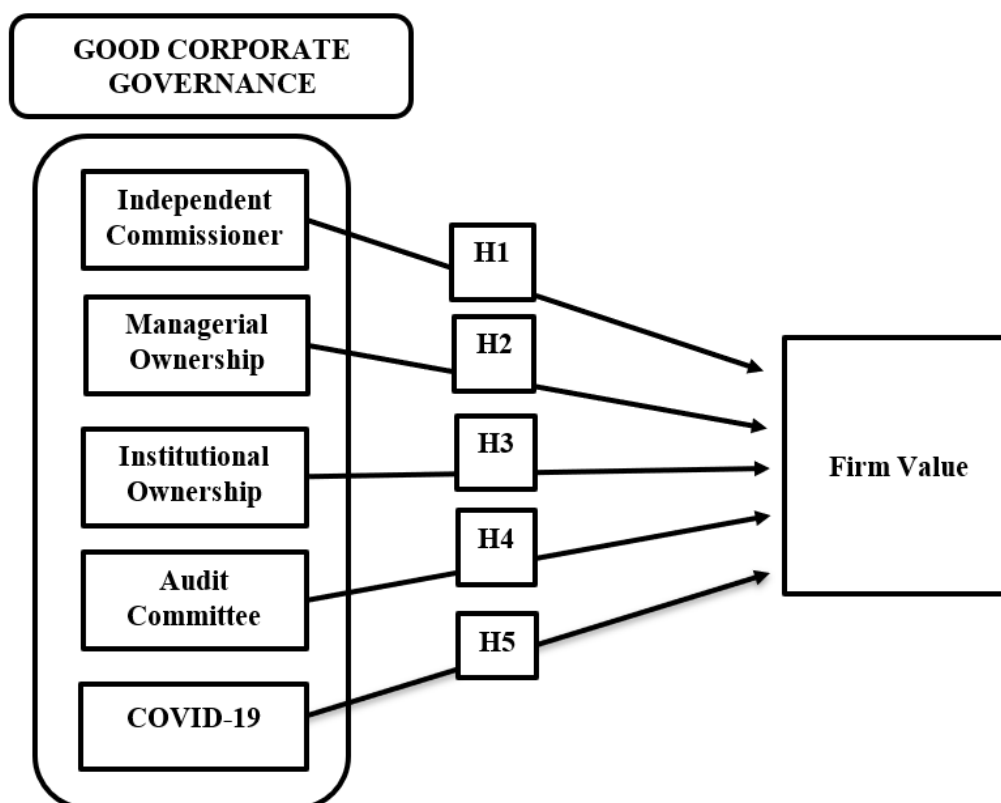 GOOD CORPORATE
GOVERNANCE
Independent
Commissioner
Managerial
Ownership
Institutional
Ownership
Audit
Committee
COVID-19
H1
H2
H3
H4
H5
Firm Value